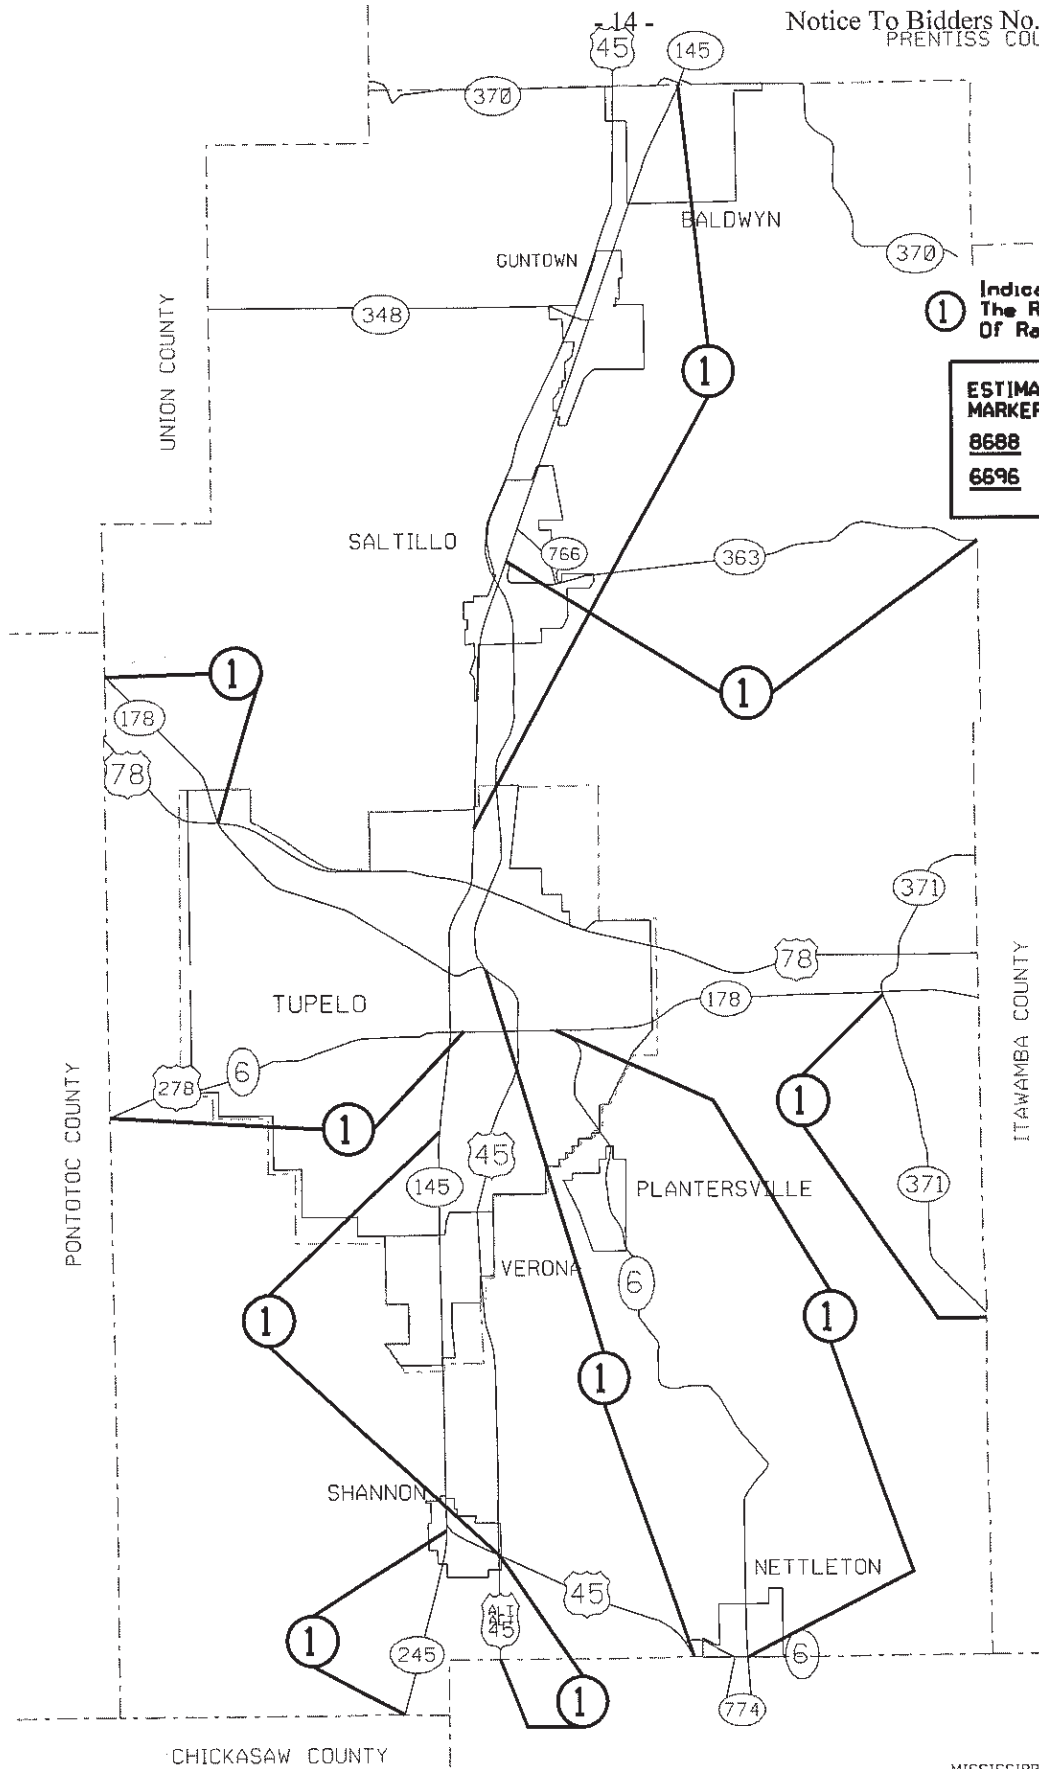 - 14 -
Notice To Bidders No.
PRENTISS COU
45
145
370
BALDWYN
GUNTOWN
370
348
UNION COUNTY
1 Indica
The R
Of Ra
1
ESTIMA
MARKER
8688
6696
SALTILLO
766
363
1
1
178
78
371
78
ITAWAMBA COUNTY
TUPELO
178
6
278
PONTOTOC COUNTY
1
1
45
145
PLANTERSVILLE
371
VERONA
6
1
1
1
SHANNON
NETTLETON
45
45
1
245
6
1
774
CHICKASAW COUNTY